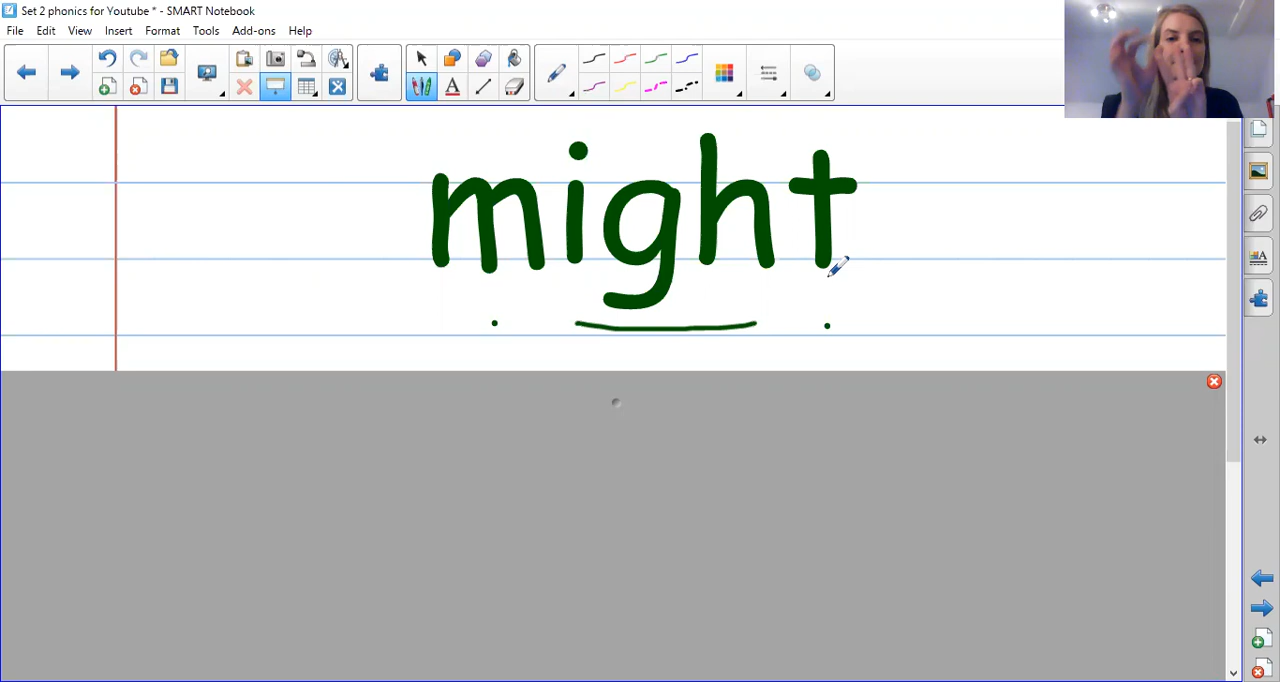 Set 2 phonics for Youtube * - SMART Notebook
File Edit View Insert Format Tools Add-ons Help
might